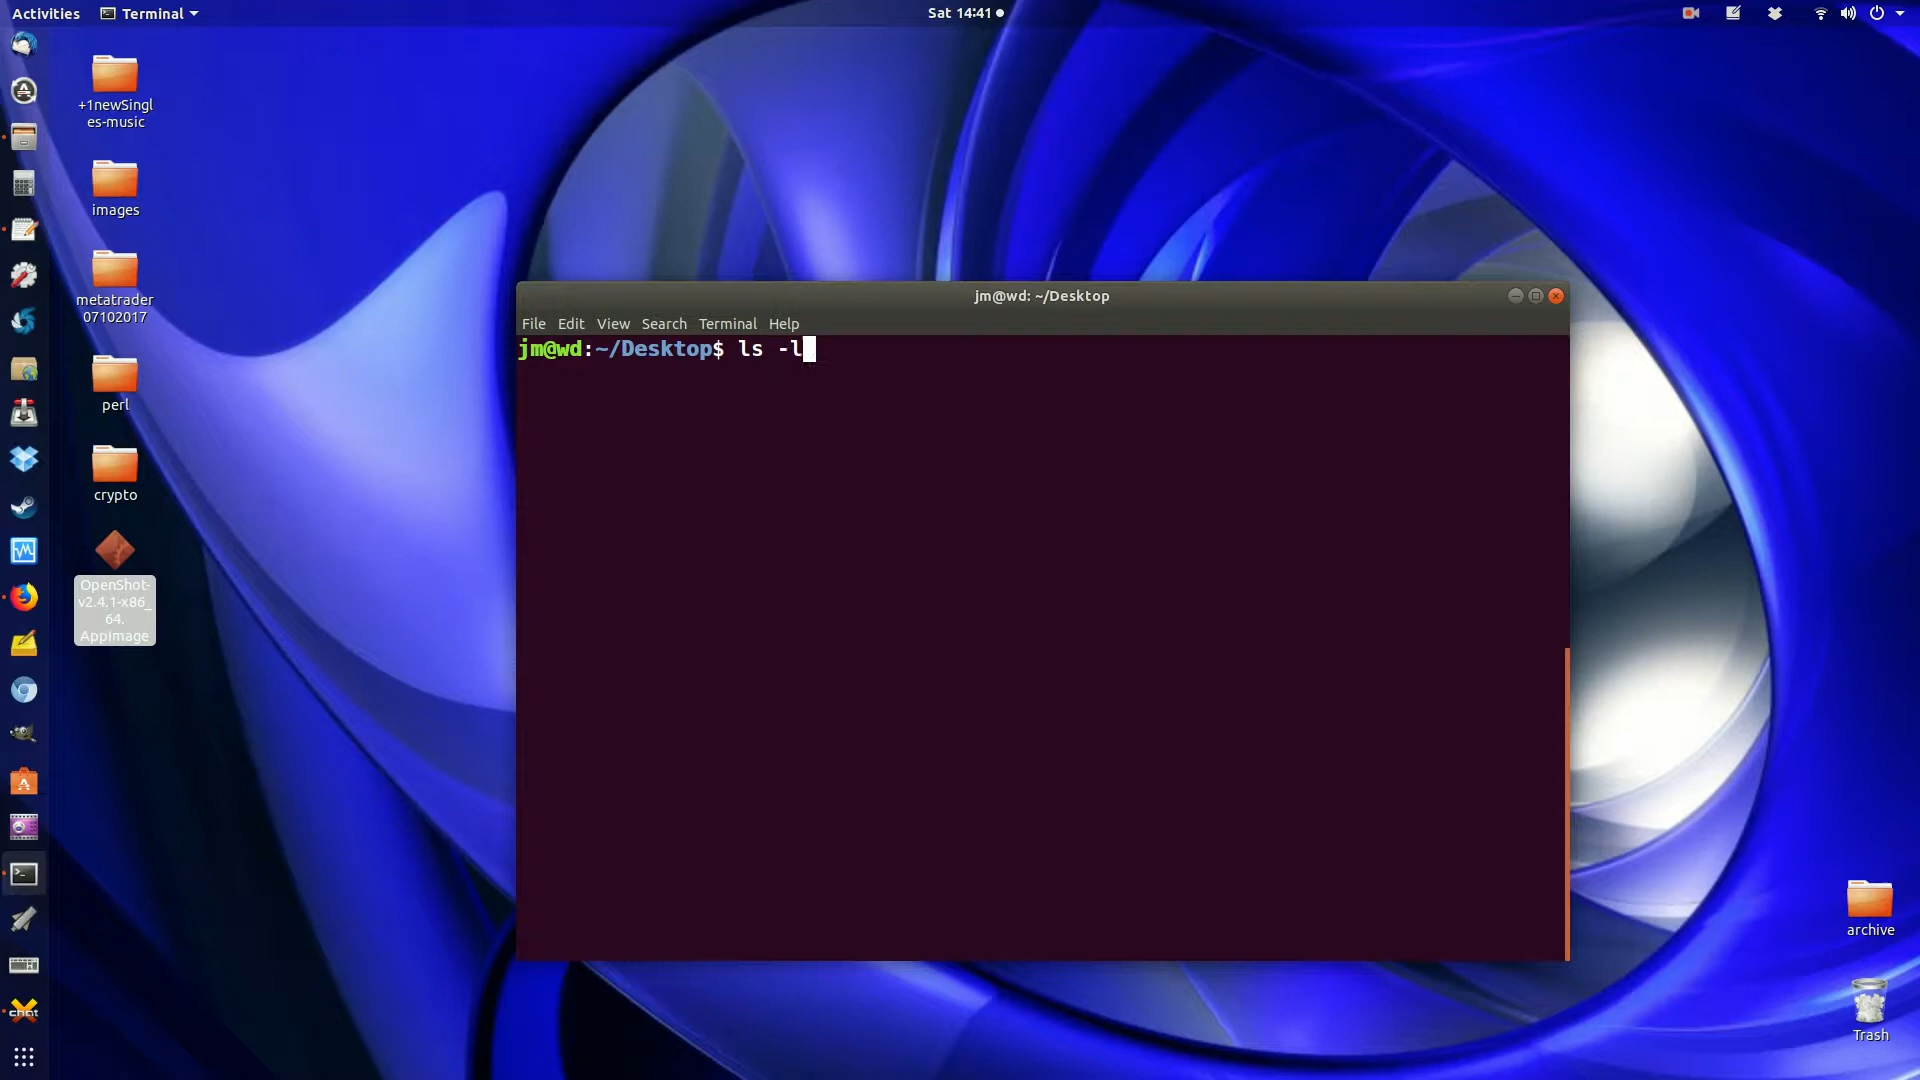 Activities Terminal Sat 14:41
+1newSingl
es-music
images
metatrader
07102017
perl
crypto
OpenShot-
v2.4.1-x86_
64.
AppImage
jm@wd: ~/Desktop
File Edit View Search Terminal Help
jm@wd:~/Desktop$ ls -l
chat
archive
Trash